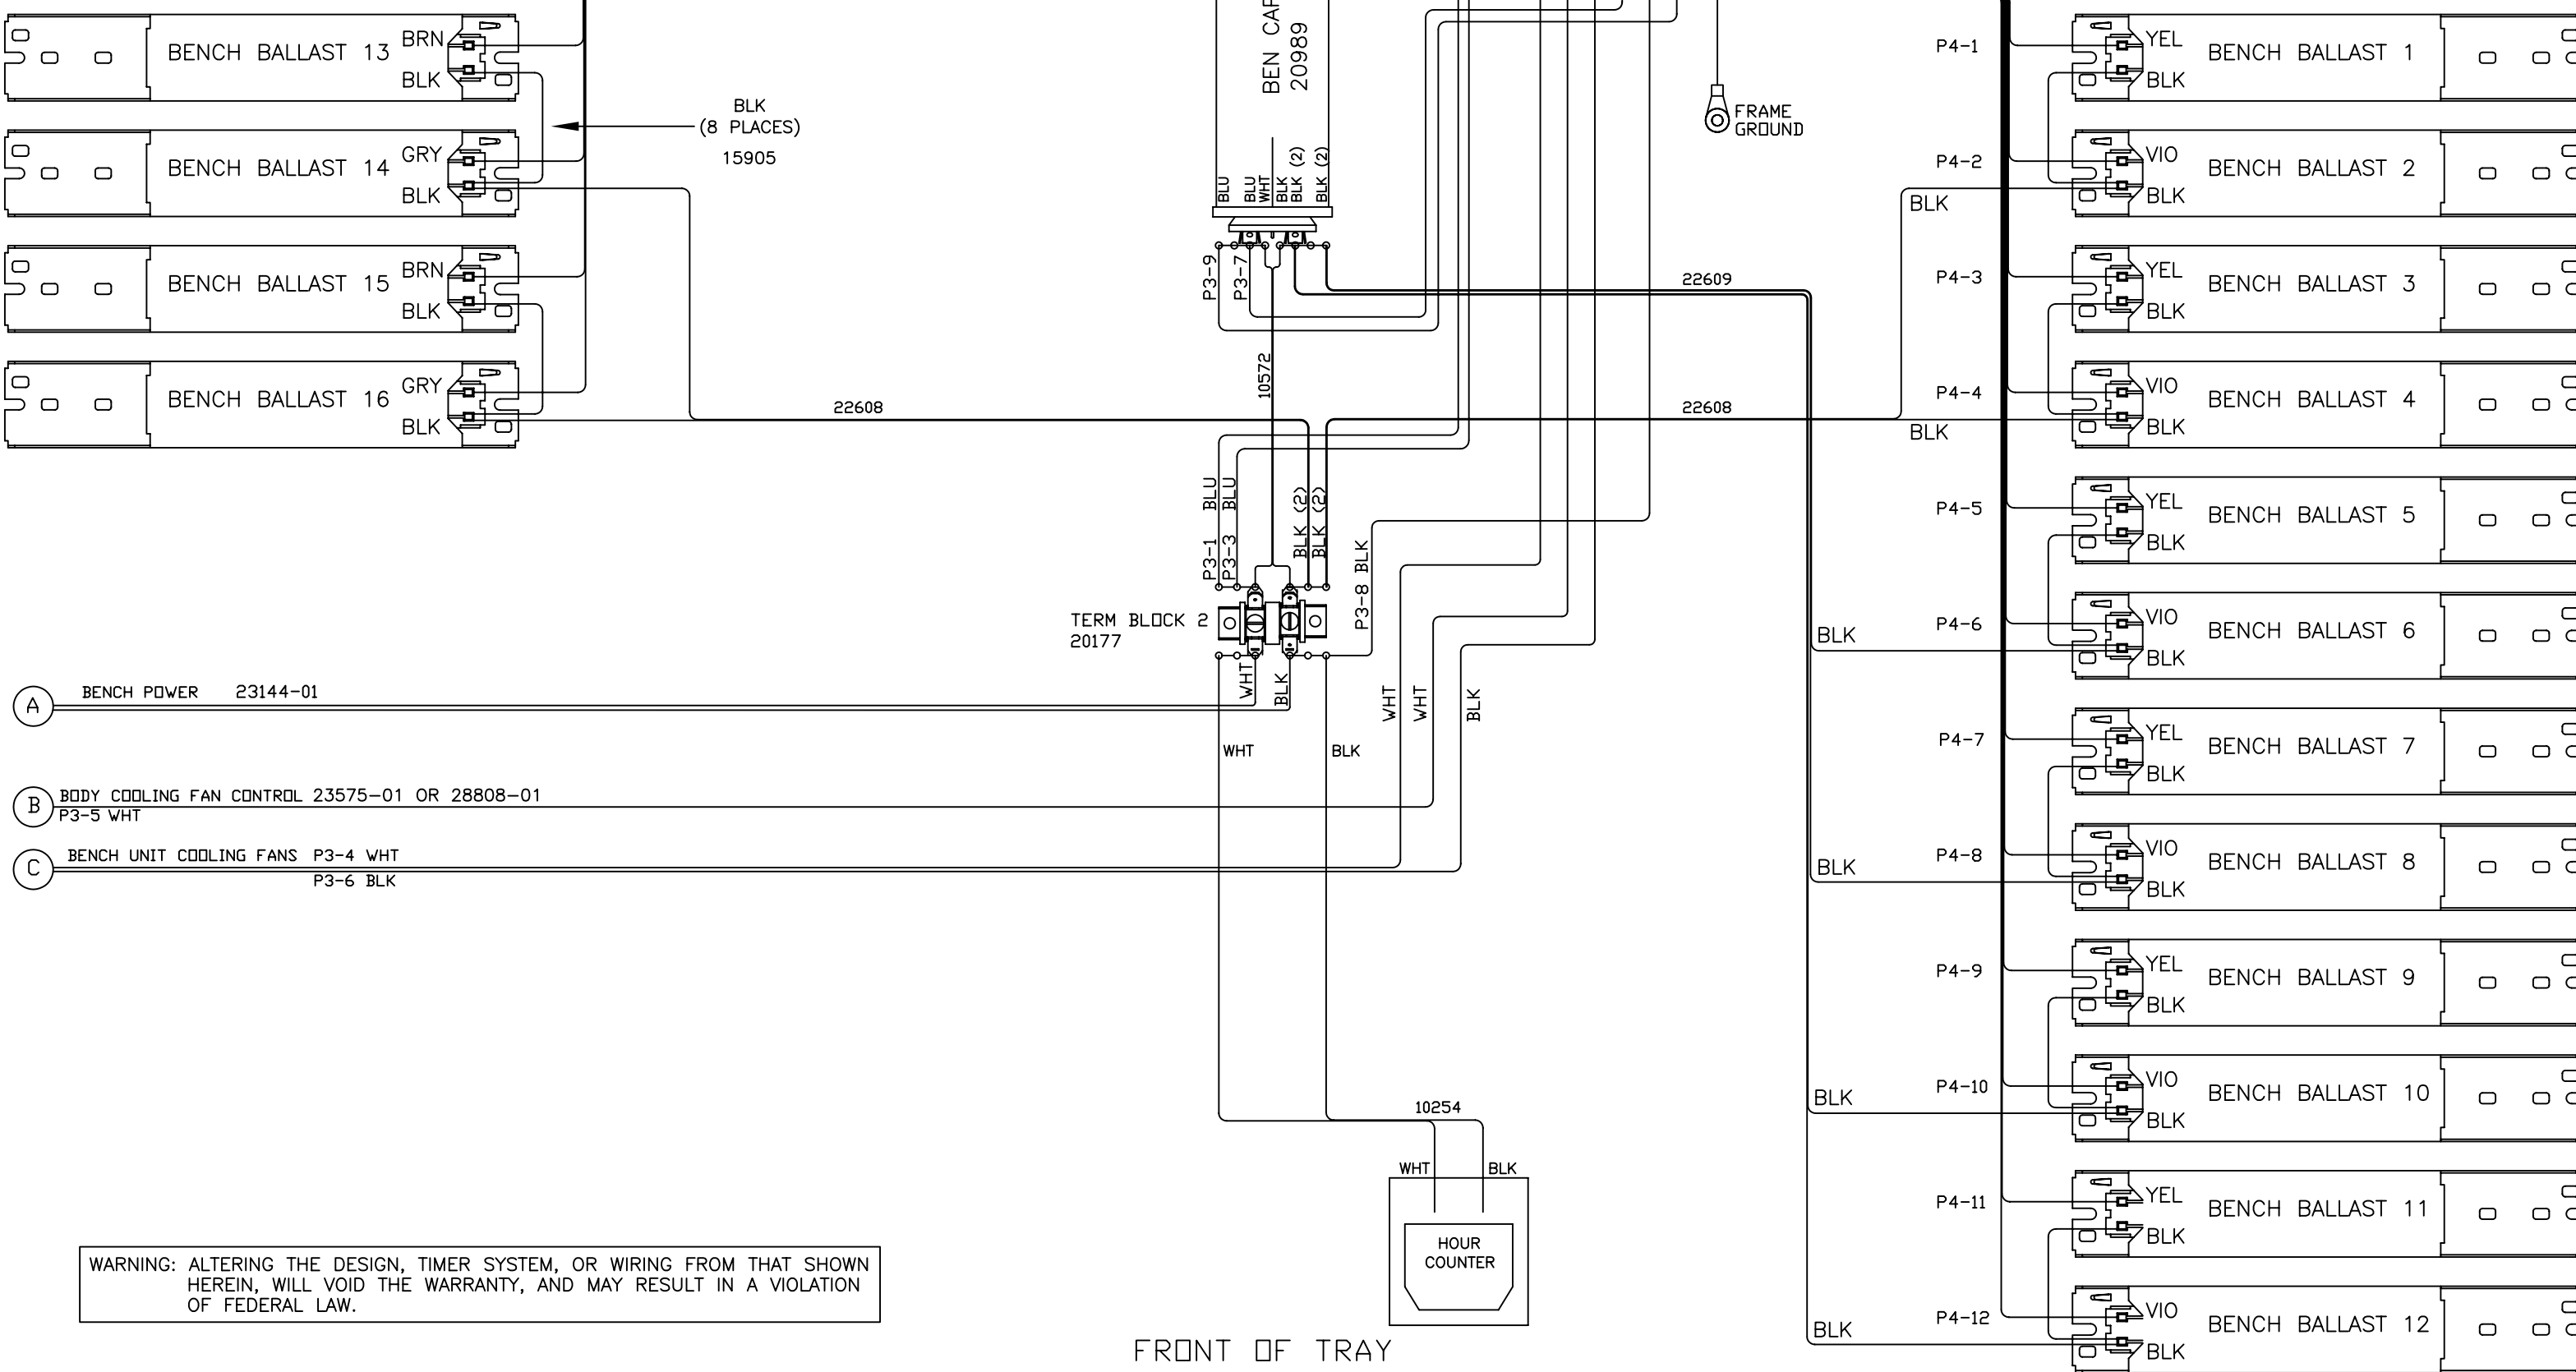 BENCH BALLAST 13
BRN
BLK
BENCH BALLAST 14
GRY
BLK
BENCH BALLAST 15
BRN
BLK
BENCH BALLAST 16
GRY
BLK
BLK
(8 PLACES)
15905
22608
BEN CAP
20989
BLU
BLU
WHT
BLK
BLK (2)
BLK (2)
P3-9
P3-7
10572
FRAME
GROUND
22609
22608
P3-1 BLU
P3-3 BLU
BLK (2)
BLK (2)
P3-8 BLK
TERM BLOCK 2
20177
WHT
BLK
WHT
BLK
WHT
WHT
BLK
A
BENCH POWER 23144-01
B
BODY COOLING FAN CONTROL 23575-01 OR 28808-01
P3-5 WHT
C
BENCH UNIT COOLING FANS P3-4 WHT
P3-6 BLK
10254
WHT
BLK
HOUR
COUNTER
WARNING: ALTERING THE DESIGN, TIMER SYSTEM, OR WIRING FROM THAT SHOWN
HEREIN, WILL VOID THE WARRANTY, AND MAY RESULT IN A VIOLATION
OF FEDERAL LAW.
FRONT OF TRAY
P4-1
YEL
BENCH BALLAST 1
BLK
P4-2
VIO
BENCH BALLAST 2
BLK
BLK
P4-3
YEL
BENCH BALLAST 3
BLK
P4-4
VIO
BENCH BALLAST 4
BLK
BLK
P4-5
YEL
BENCH BALLAST 5
BLK
P4-6
VIO
BENCH BALLAST 6
BLK
BLK
P4-7
YEL
BENCH BALLAST 7
BLK
P4-8
VIO
BENCH BALLAST 8
BLK
BLK
P4-9
YEL
BENCH BALLAST 9
BLK
P4-10
VIO
BENCH BALLAST 10
BLK
BLK
P4-11
YEL
BENCH BALLAST 11
BLK
P4-12
VIO
BENCH BALLAST 12
BLK
BLK